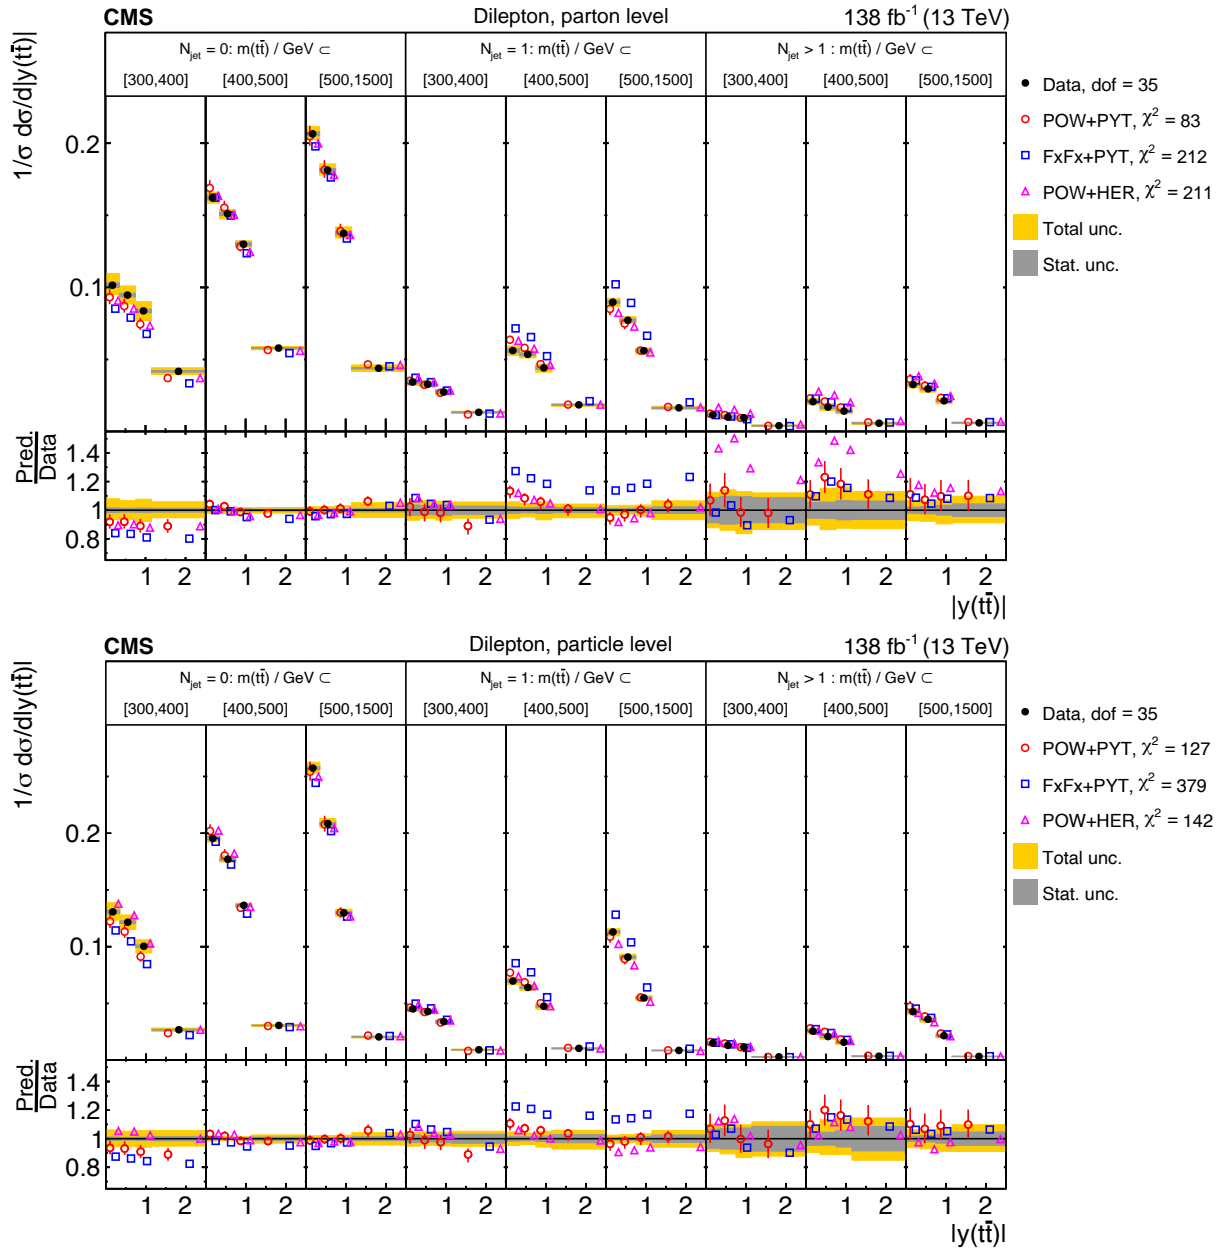 CMS Dilepton, parton level 138 fb⁻¹ (13 TeV)
1/σ dσ/d|y(tt̄)|
N_jet = 0: m(tt̄) / GeV ⊂ N_jet = 1: m(tt̄) / GeV ⊂ N_jet > 1 : m(tt̄) / GeV ⊂
[300,400] [400,500] [500,1500] [300,400] [400,500] [500,1500] [300,400] [400,500] [500,1500]
Data, dof = 35
POW+PYT, χ² = 83
FxFx+PYT, χ² = 212
POW+HER, χ² = 211
Total unc.
Stat. unc.
0.2
0.1
Pred.
Data
1.4
1.2
1
0.8
1 2 1 2 1 2 1 2 1 2 1 2 1 2 1 2 1 2
|y(tt̄)|
CMS Dilepton, particle level 138 fb⁻¹ (13 TeV)
1/σ dσ/d|y(tt̄)|
N_jet = 0: m(tt̄) / GeV ⊂ N_jet = 1: m(tt̄) / GeV ⊂ N_jet > 1 : m(tt̄) / GeV ⊂
[300,400] [400,500] [500,1500] [300,400] [400,500] [500,1500] [300,400] [400,500] [500,1500]
Data, dof = 35
POW+PYT, χ² = 127
FxFx+PYT, χ² = 379
POW+HER, χ² = 142
Total unc.
Stat. unc.
0.2
0.1
Pred.
Data
1.4
1.2
1
0.8
1 2 1 2 1 2 1 2 1 2 1 2 1 2 1 2 1 2
|y(tt̄)|